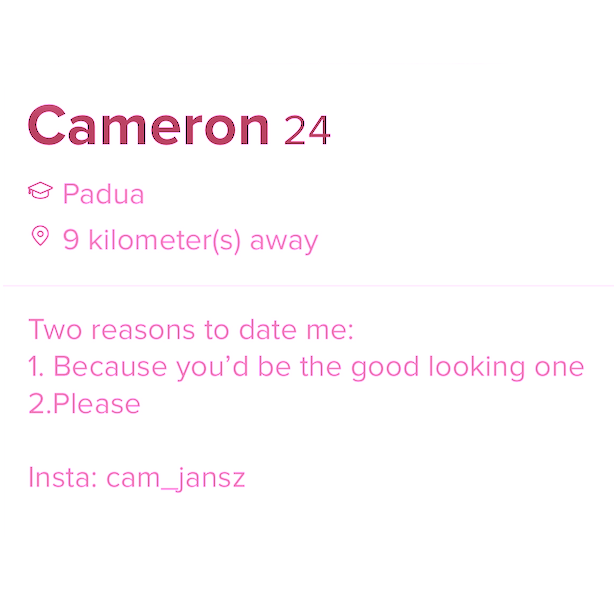 Cameron 24
Padua
9 kilometer(s) away
Two reasons to date me:
1. Because you’d be the good looking one
2.Please
Insta: cam_jansz